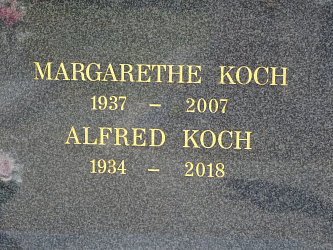 MARGARETHE KOCH
1937 – 2007
ALFRED KOCH
1934 – 2018